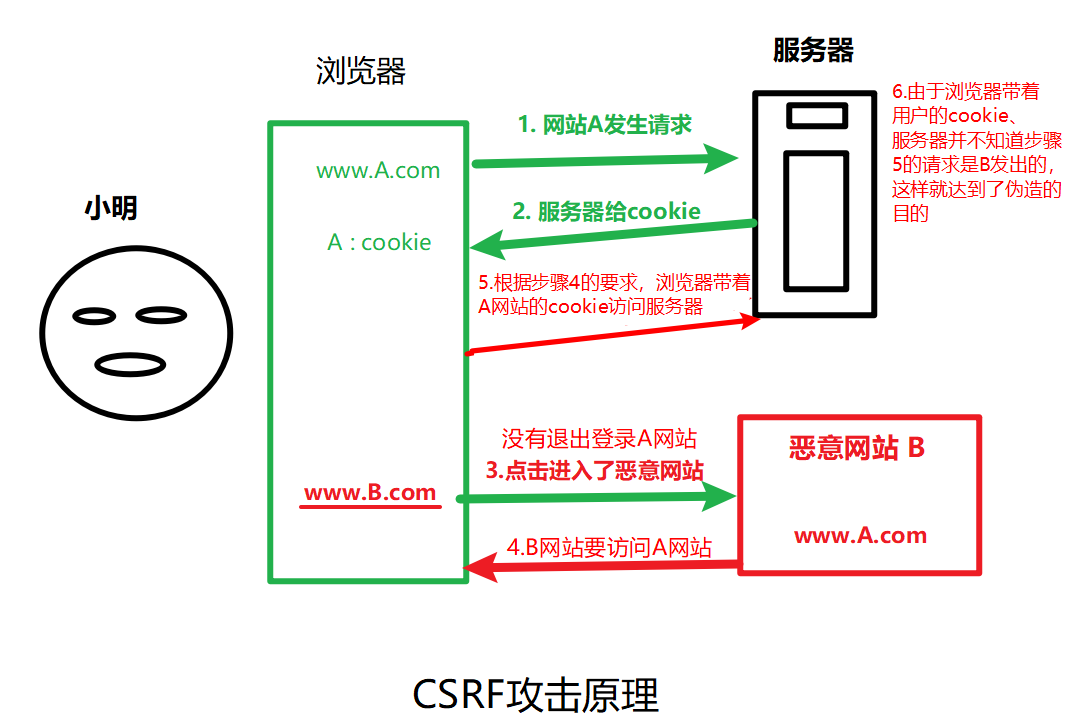 浏览器
服务器
小明
www.A.com
A : cookie
1. 网站A发生请求
2. 服务器给cookie
6.由于浏览器带着
用户的cookie、
服务器并不知道步骤
5的请求是B发出的，
这样就达到了伪造的
目的
5.根据步骤4的要求，浏览器带着
A网站的cookie访问服务器
没有退出登录A网站
3.点击进入了恶意网站
www.B.com
4.B网站要访问A网站
恶意网站 B
www.A.com
CSRF攻击原理